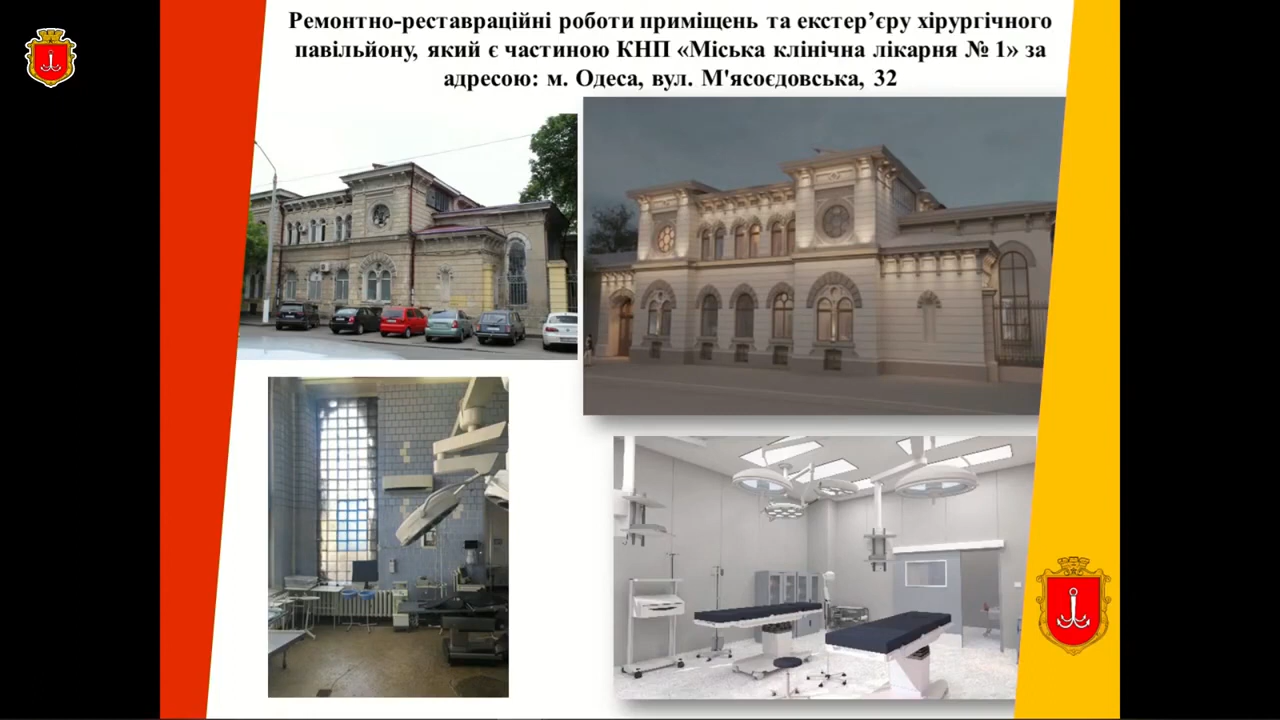 Ремонтно-реставраційні роботи приміщень та екстер’єру хірургічного
павільйону, який є частиною КНП «Міська клінічна лікарня № 1» за
адресою: м. Одеса, вул. М'ясоєдовська, 32